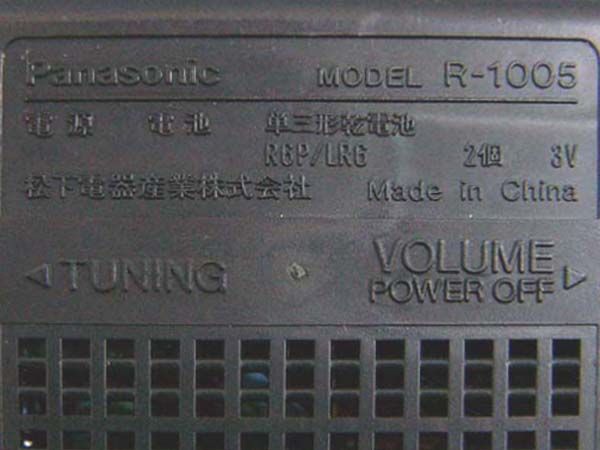 Panasonic MODEL R-1005
電源 電池 単三形乾電池
R6P/LR6 2個 3V
松下電器産業株式会社 Made in China
◁ TUNING VOLUME ▷
POWER OFF